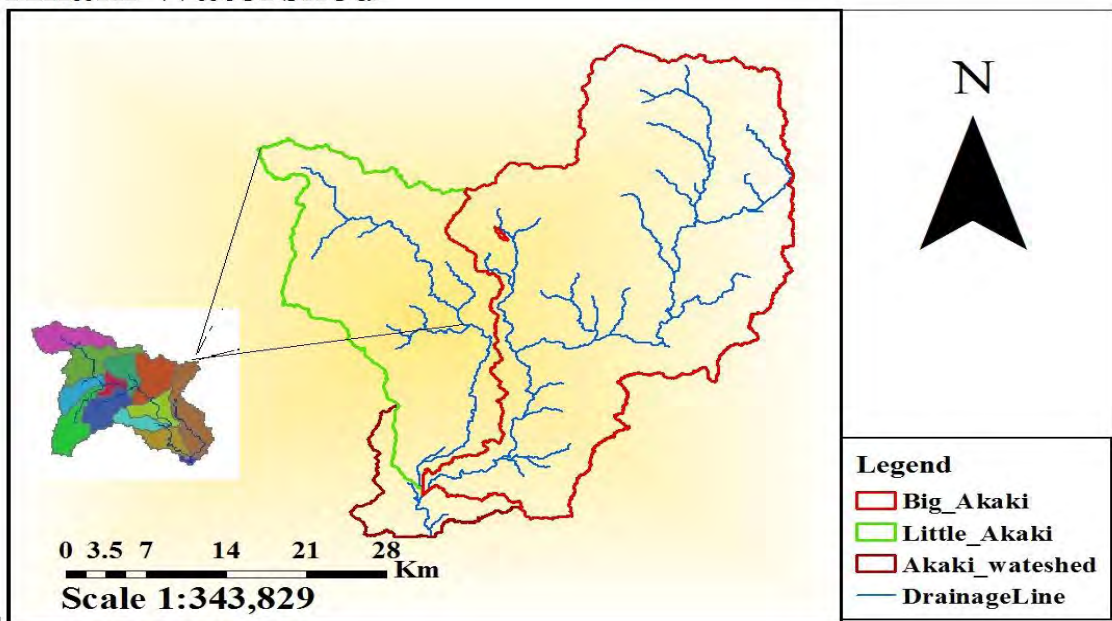 N
Legend
Big_Akaki
Little_Akaki
Akaki_wateshed
DrainageLine
0 3.5 7 14 21 28
Km
Scale 1:343,829